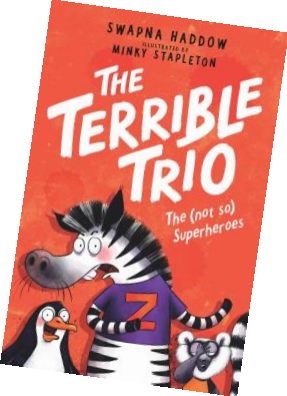 SWAPNA HADDOW
ILLUSTRATED BY
MINKY STAPLETON
THE
TERRIBLE
TRIO
The (not so)
Superheroes
Z